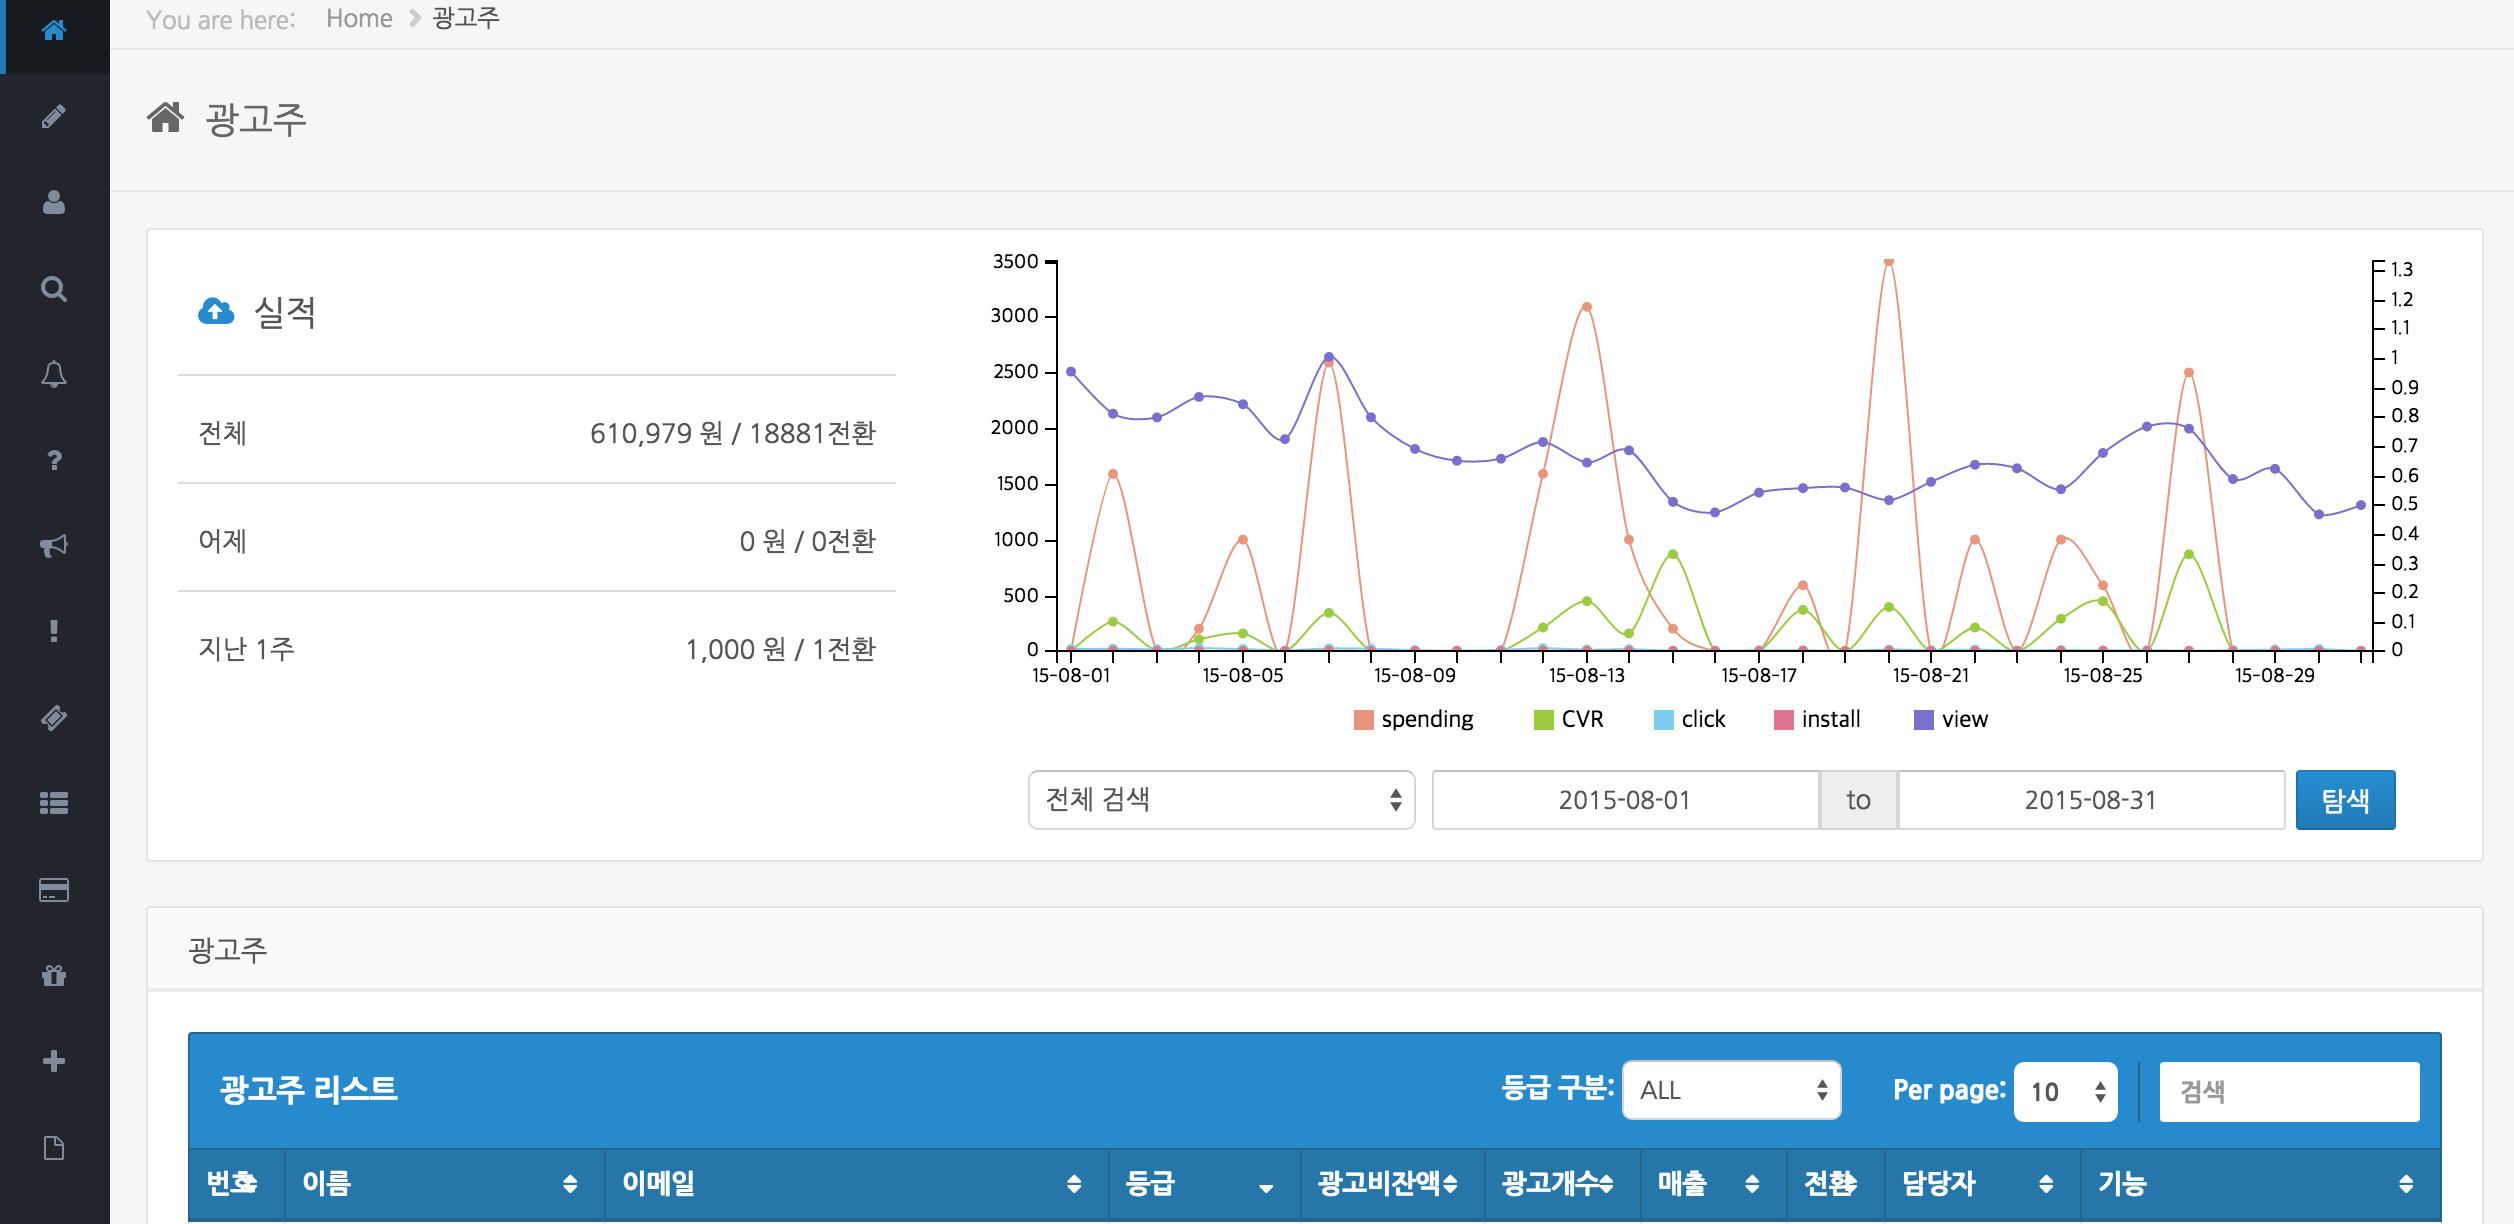 You are here: Home 광고주
광고주
실적
전체 610,979 원 / 18881전환
어제 0 원 / 0전환
지난 1주 1,000 원 / 1전환
3500
3000
2500
2000
1500
1000
500
0
1.3
1.2
1.1
1
0.9
0.8
0.7
0.6
0.5
0.4
0.3
0.2
0.1
0
15-08-01 15-08-05 15-08-09 15-08-13 15-08-17 15-08-21 15-08-25 15-08-29
spending CVR click install view
전체 검색 2015-08-01 to 2015-08-31 탐색
광고주
광고주 리스트 등급 구분: ALL Per page: 10 검색
번호 이름 이메일 등급 광고비잔액 광고개수 매출 전환 담당자 기능